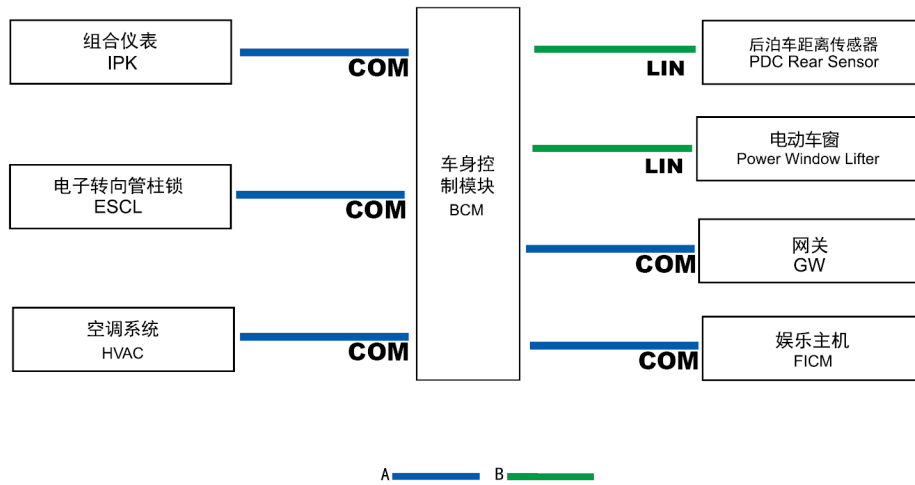 组合仪表
IPK
COM
电子转向管柱锁
ESCL
COM
空调系统
HVAC
COM
车身控
制模块
BCM
后泊车距离传感器
PDC Rear Sensor
LIN
电动车窗
Power Window Lifter
LIN
网关
GW
COM
娱乐主机
FICM
COM
A
B